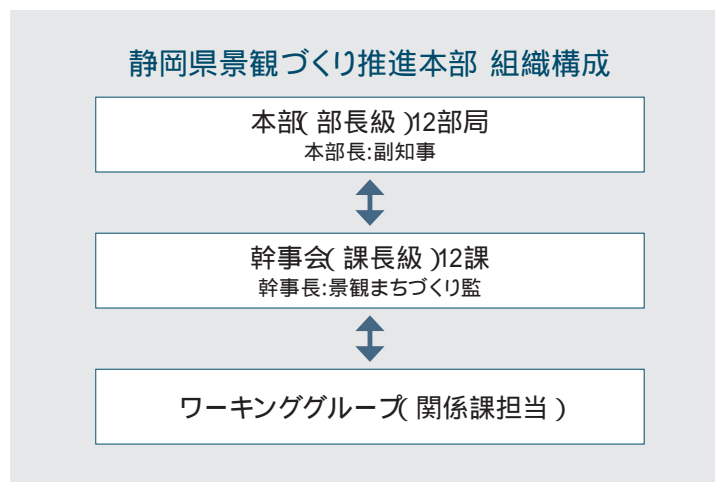 静岡県景観づくり推進本部 組織構成
本部(部長級)12部局
本部長:副知事
幹事会(課長級)12課
幹事長:景観まちづくり監
ワーキンググループ(関係課担当)